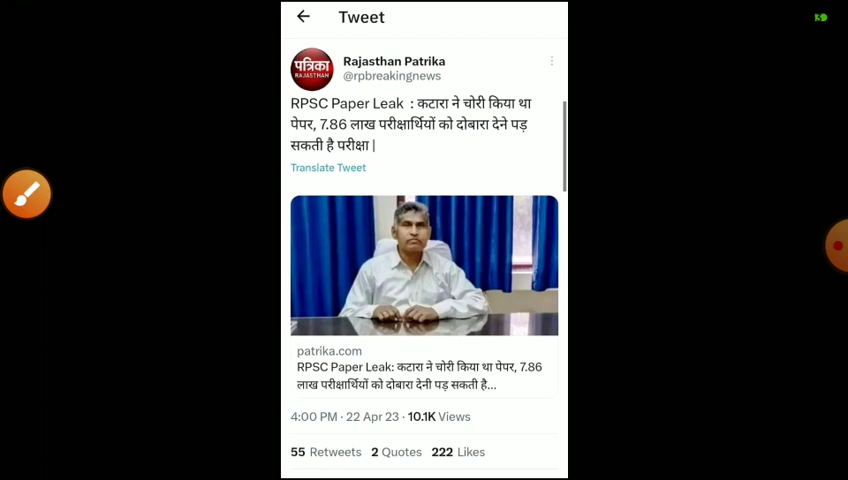 Tweet
पत्रिका
RAJASTHAN
Rajasthan Patrika
@rpbreakingnews
RPSC Paper Leak : कटारा ने चोरी किया था
पेपर, 7.86 लाख परीक्षार्थियों को दोबारा देने पड़
सकती है परीक्षा |
Translate Tweet
patrika.com
RPSC Paper Leak: कटारा ने चोरी किया था पेपर, 7.86
लाख परीक्षार्थियों को दोबारा देनी पड़ सकती है...
4:00 PM · 22 Apr 23 · 10.1K Views
55 Retweets 2 Quotes 222 Likes